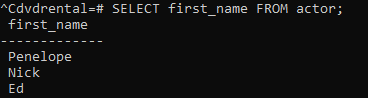 ^Cdvdrental=# SELECT first_name FROM actor;
 first_name
-------------
 Penelope
 Nick
 Ed